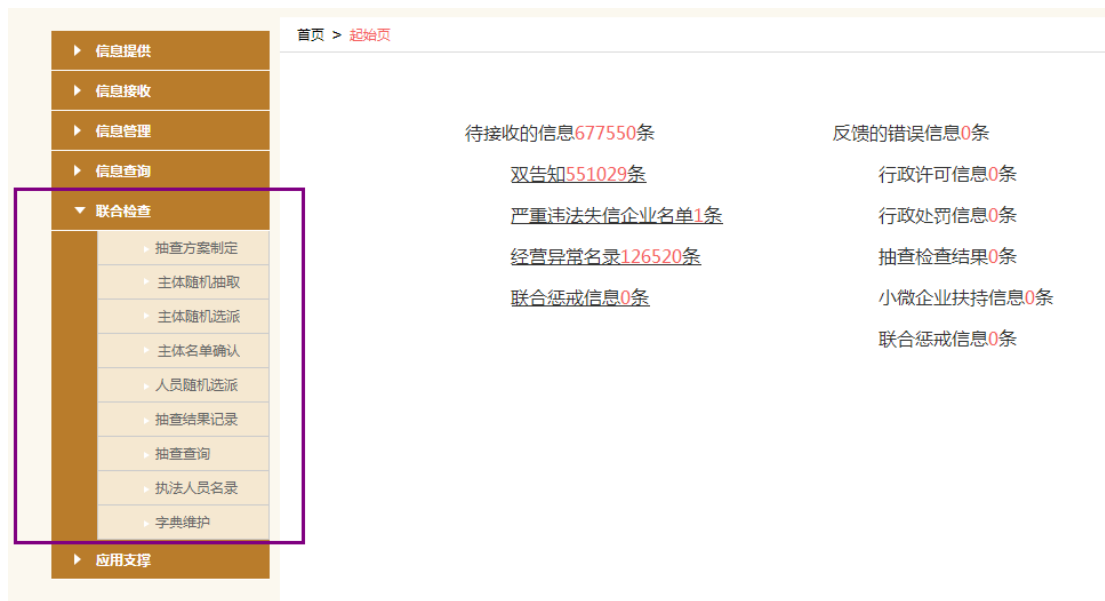 首页 > 起始页
信息提供
信息接收
信息管理
信息查询
联合检查
抽查方案制定
主体随机抽取
主体随机选派
主体名单确认
人员随机选派
抽查结果记录
抽查查询
执法人员名录
字典维护
应用支撑
待接收的信息677550条
双告知551029条
严重违法失信企业名单1条
经营异常名录126520条
联合惩戒信息0条
反馈的错误信息0条
行政许可信息0条
行政处罚信息0条
抽查检查结果0条
小微企业扶持信息0条
联合惩戒信息0条